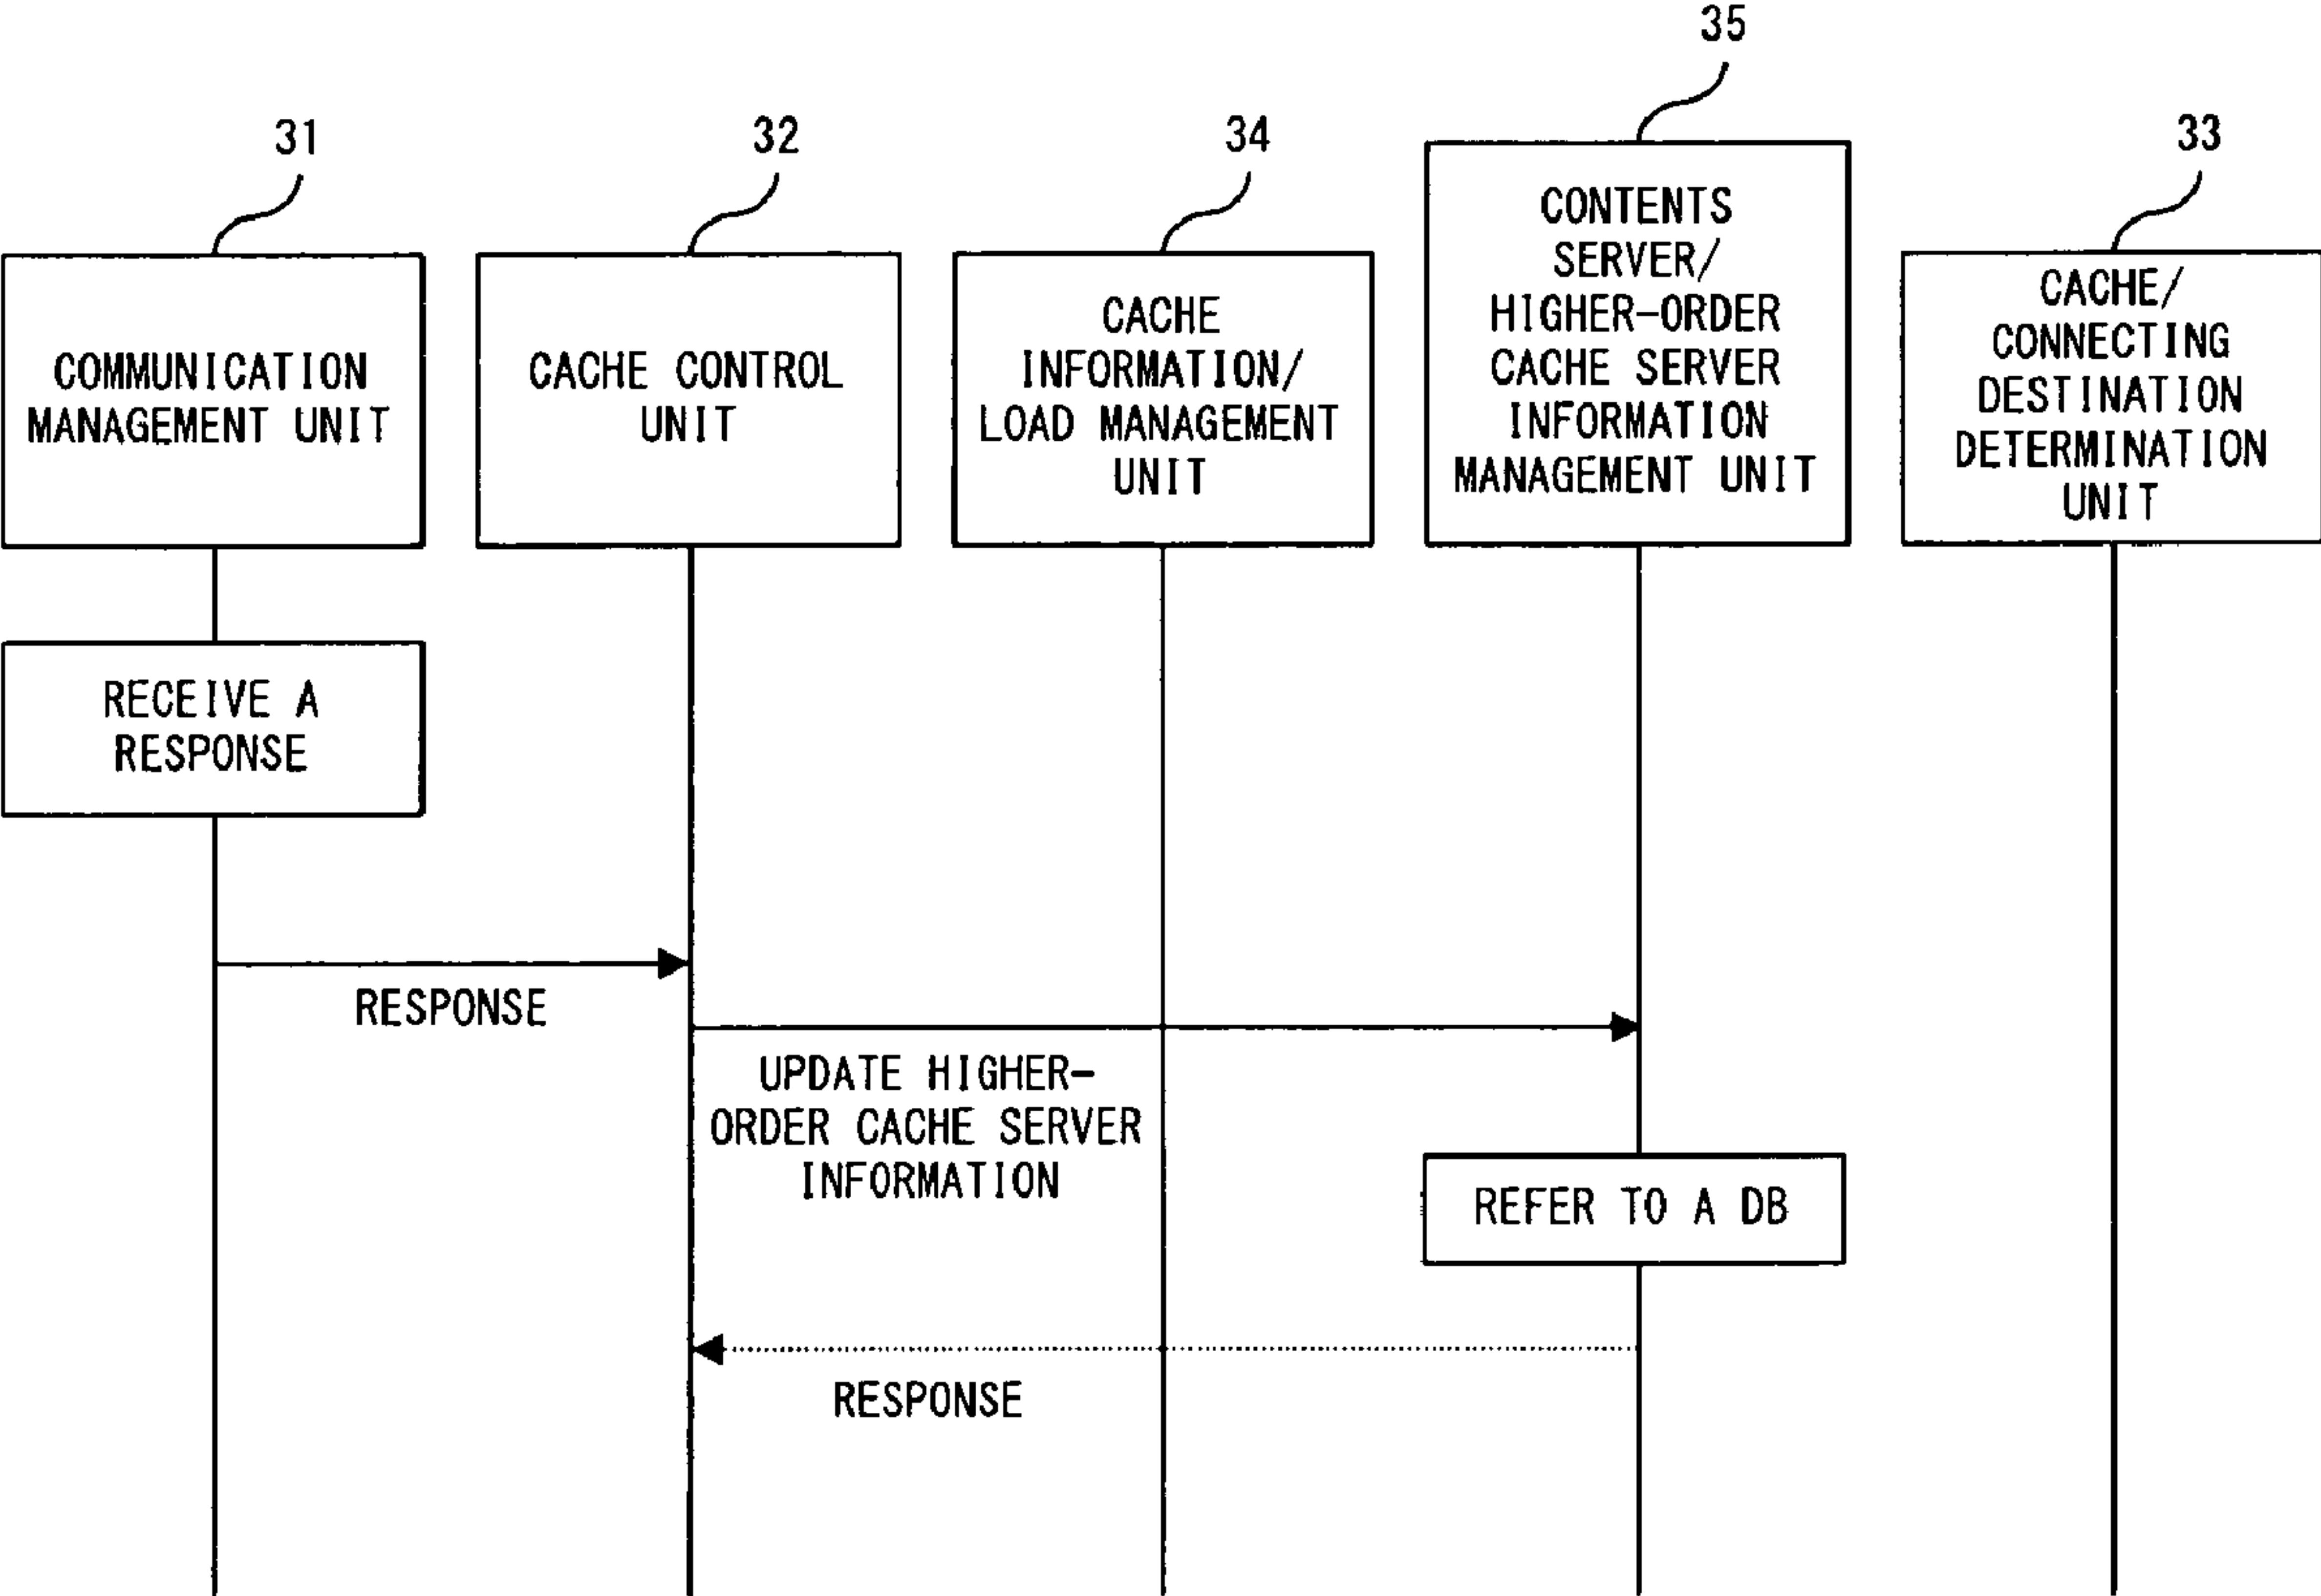 35
31
32
34
33
COMMUNICATION
MANAGEMENT UNIT
CACHE CONTROL
UNIT
CACHE
INFORMATION/
LOAD MANAGEMENT
UNIT
CONTENTS
SERVER/
HIGHER-ORDER
CACHE SERVER
INFORMATION
MANAGEMENT UNIT
CACHE/
CONNECTING
DESTINATION
DETERMINATION
UNIT
RECEIVE A
RESPONSE
RESPONSE
UPDATE HIGHER-
ORDER CACHE SERVER
INFORMATION
REFER TO A DB
RESPONSE